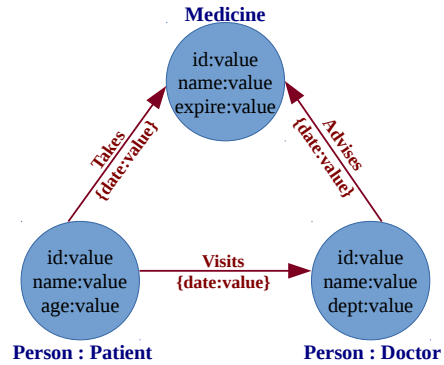 Medicine
id:value
name:value
expire:value
Takes
{date:value}
Advises
{date:value}
id:value
name:value
age:value
Visits
{date:value}
id:value
name:value
dept:value
Person : Patient
Person : Doctor